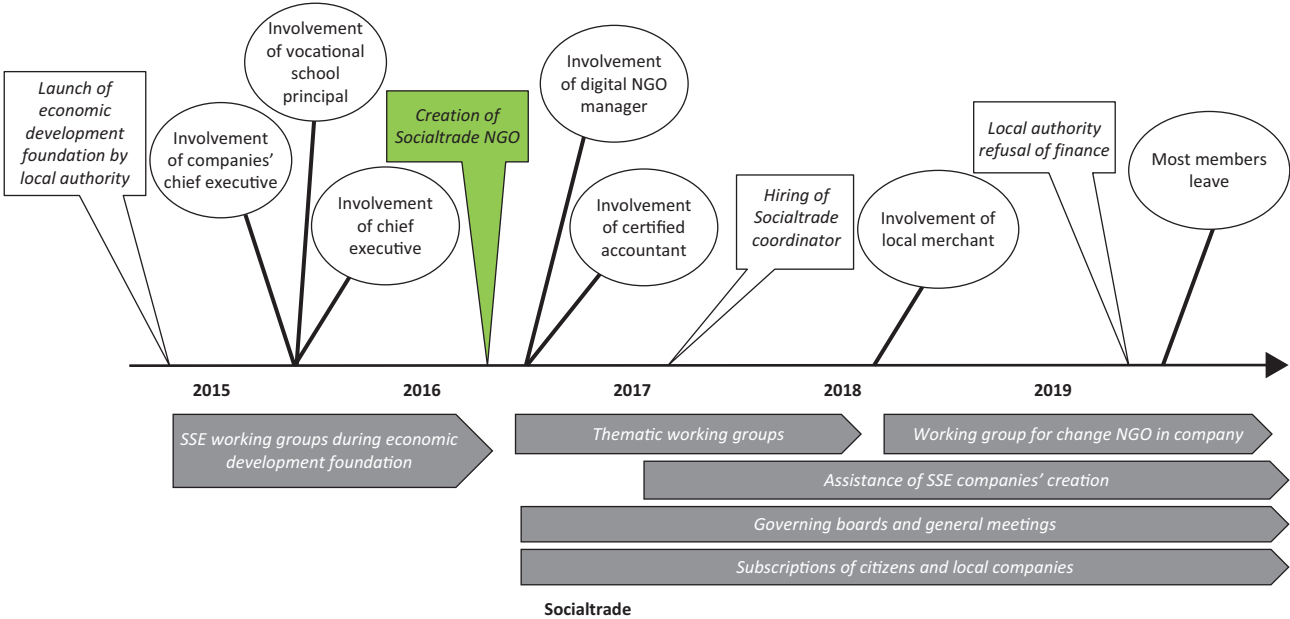 Launch of
economic
development
foundation by
local authority
Involvement
of companies’
chief executive
Involvement
of vocational
school
principal
Involvement
of chief
executive
Creation of
Socialtrade NGO
Involvement
of digital NGO
manager
Involvement
of certified
accountant
Hiring of
Socialtrade
coordinator
Involvement of
local merchant
Local authority
refusal of finance
Most members
leave
2015
2016
2017
2018
2019
SSE working groups during economic
development foundation
Thematic working groups
Working group for change NGO in company
Assistance of SSE companies’ creation
Governing boards and general meetings
Subscriptions of citizens and local companies
Socialtrade